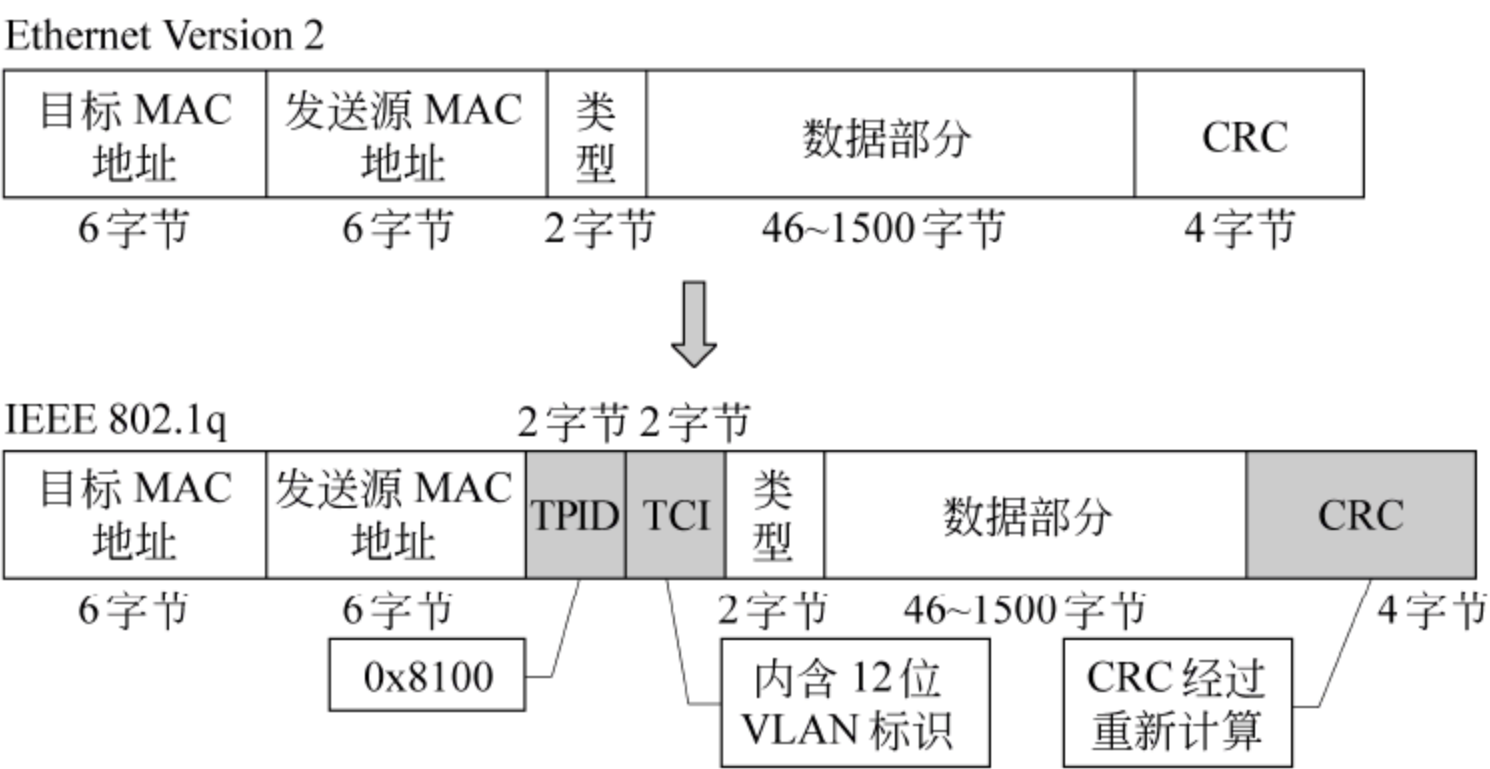 Ethernet Version 2
目标 MAC
地址
发送源 MAC
地址
类
型
数据部分
CRC
6字节
6字节
2字节
46~1500字节
4字节
IEEE 802.1q
2字节
2字节
目标 MAC
地址
发送源 MAC
地址
TPID
TCI
类
型
数据部分
CRC
6字节
6字节
2字节
46~1500字节
4字节
0x8100
内含 12位
VLAN 标识
CRC 经过
重新计算